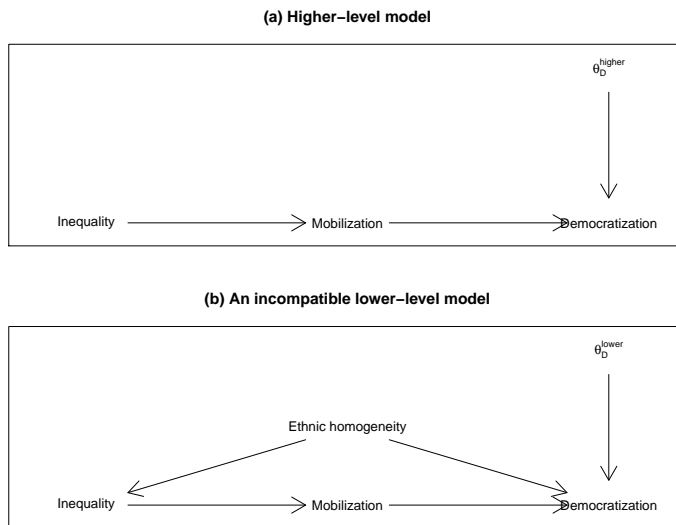 (a) Higher−level model
θ_D^higher
Inequality Mobilization Democratization
(b) An incompatible lower−level model
θ_D^lower
Ethnic homogeneity
Inequality Mobilization Democratization